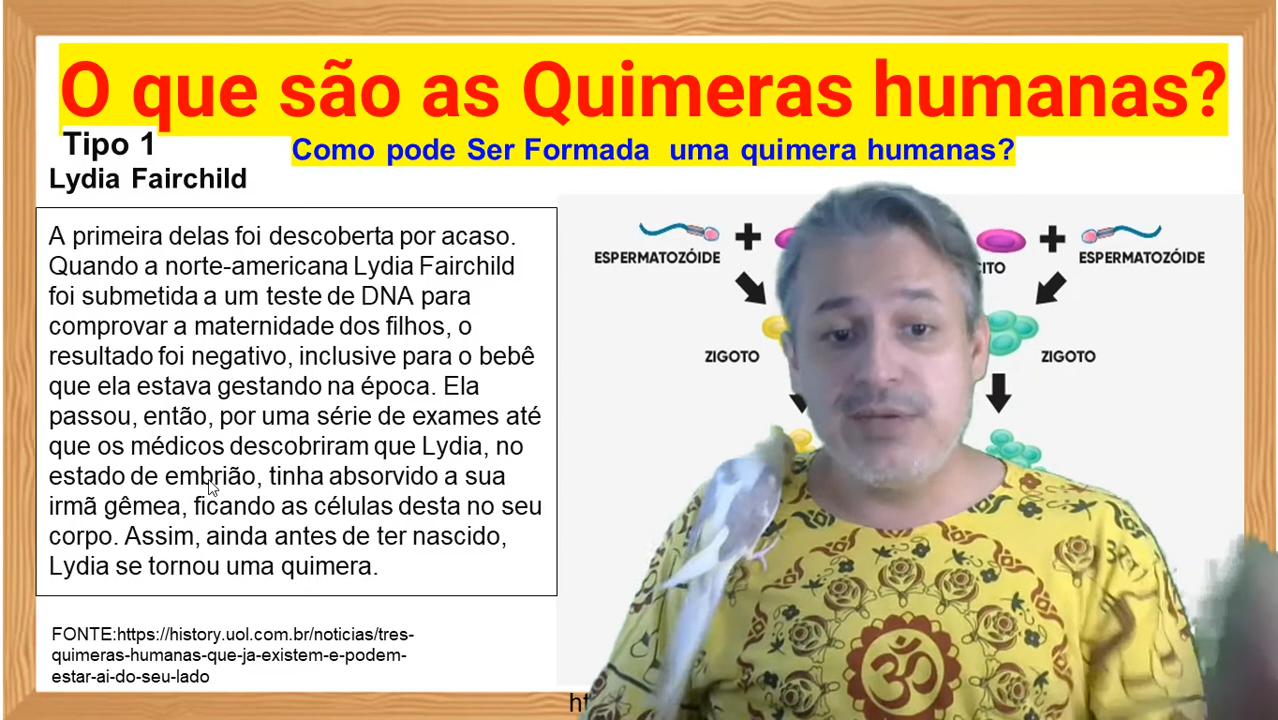 O que são as Quimeras humanas?
Tipo 1
Como pode Ser Formada uma quimera humanas?
Lydia Fairchild
A primeira delas foi descoberta por acaso.
Quando a norte-americana Lydia Fairchild
foi submetida a um teste de DNA para
comprovar a maternidade dos filhos, o
resultado foi negativo, inclusive para o bebê
que ela estava gestando na época. Ela
passou, então, por uma série de exames até
que os médicos descobriram que Lydia, no
estado de embrião, tinha absorvido a sua
irmã gêmea, ficando as células desta no seu
corpo. Assim, ainda antes de ter nascido,
Lydia se tornou uma quimera.
FONTE:https://history.uol.com.br/noticias/tres-
quimeras-humanas-que-ja-existem-e-podem-
estar-ai-do-seu-lado
ESPERMATOZÓIDE
ESPERMATOZÓIDE
ZIGOTO
ZIGOTO